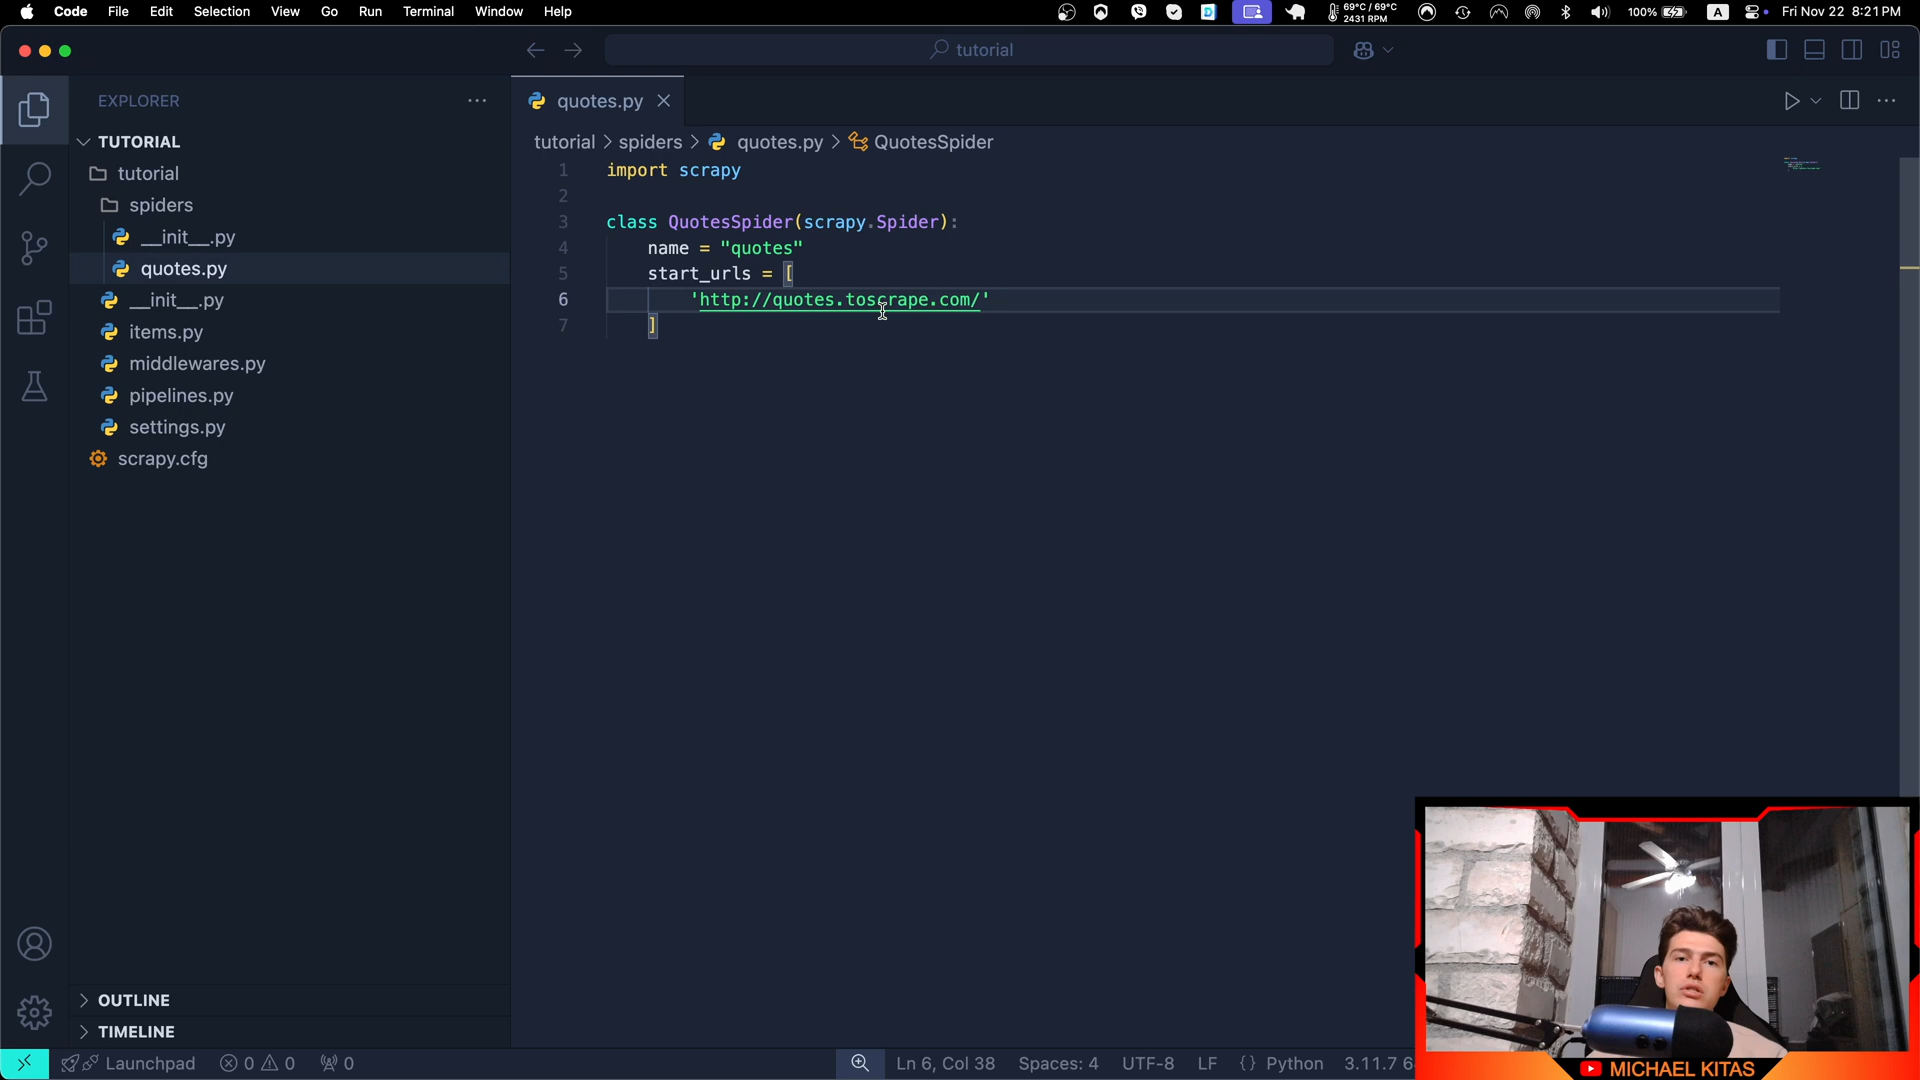 Code File Edit Selection View Go Run Terminal Window Help
69°C / 69°C
2431 RPM
100%
A
Fri Nov 22 8:21 PM
tutorial
EXPLORER
quotes.py
TUTORIAL
tutorial
spiders
__init__.py
quotes.py
__init__.py
items.py
middlewares.py
pipelines.py
settings.py
scrapy.cfg
tutorial > spiders > quotes.py > QuotesSpider
1 import scrapy
2
3 class QuotesSpider(scrapy.Spider):
4 name = "quotes"
5 start_urls = [
6 'http://quotes.toscrape.com/'
7 ]
OUTLINE
TIMELINE
Launchpad 0 0 0
Ln 6, Col 38 Spaces: 4 UTF-8 LF {} Python 3.11.7 6
MICHAEL KITAS